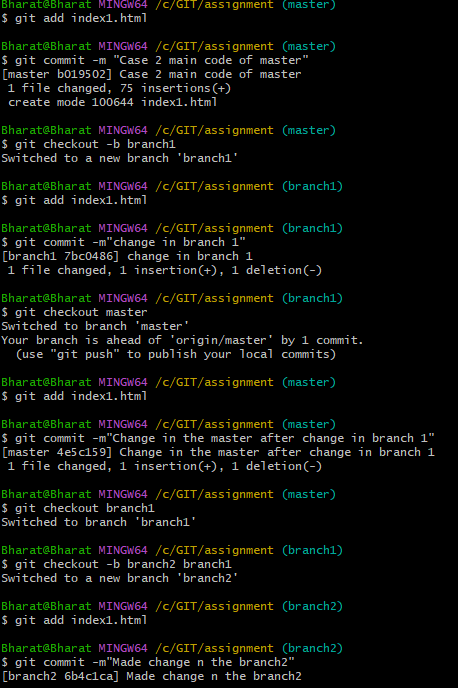 Bharat@Bharat MINGW64 /c/GIT/assignment (master)
$ git add index1.html
Bharat@Bharat MINGW64 /c/GIT/assignment (master)
$ git commit -m "Case 2 main code of master"
[master b019502] Case 2 main code of master
 1 file changed, 75 insertions(+)
 create mode 100644 index1.html
Bharat@Bharat MINGW64 /c/GIT/assignment (master)
$ git checkout -b branch1
Switched to a new branch 'branch1'
Bharat@Bharat MINGW64 /c/GIT/assignment (branch1)
$ git add index1.html
Bharat@Bharat MINGW64 /c/GIT/assignment (branch1)
$ git commit -m"change in branch 1"
[branch1 7bc0486] change in branch 1
 1 file changed, 1 insertion(+), 1 deletion(-)
Bharat@Bharat MINGW64 /c/GIT/assignment (branch1)
$ git checkout master
Switched to branch 'master'
Your branch is ahead of 'origin/master' by 1 commit.
  (use "git push" to publish your local commits)
Bharat@Bharat MINGW64 /c/GIT/assignment (master)
$ git add index1.html
Bharat@Bharat MINGW64 /c/GIT/assignment (master)
$ git commit -m"Change in the master after change in branch 1"
[master 4e5c159] Change in the master after change in branch 1
 1 file changed, 1 insertion(+), 1 deletion(-)
Bharat@Bharat MINGW64 /c/GIT/assignment (master)
$ git checkout branch1
Switched to branch 'branch1'
Bharat@Bharat MINGW64 /c/GIT/assignment (branch1)
$ git checkout -b branch2 branch1
Switched to a new branch 'branch2'
Bharat@Bharat MINGW64 /c/GIT/assignment (branch2)
$ git add index1.html
Bharat@Bharat MINGW64 /c/GIT/assignment (branch2)
$ git commit -m"Made change n the branch2"
[branch2 6b4c1ca] Made change n the branch2